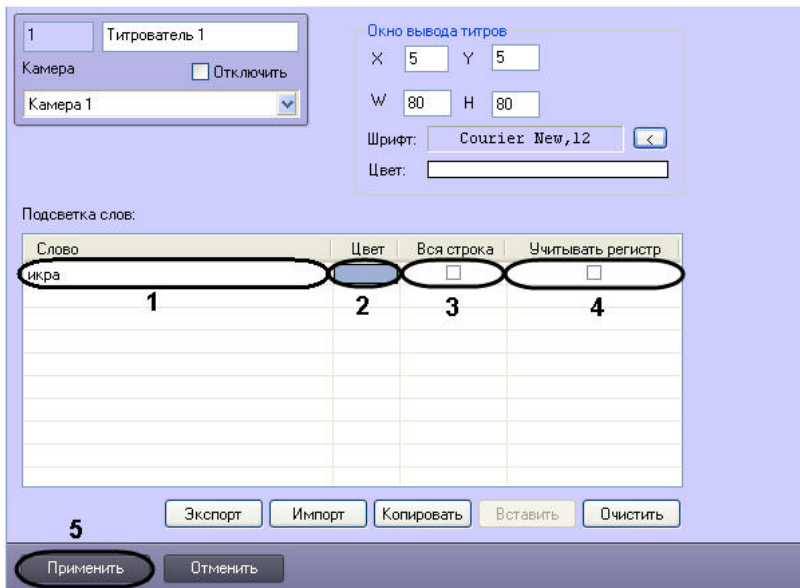 1 Титрователь 1
Камера Отключить
Камера 1
Окно вывода титров
X 5 Y 5
W 80 H 80
Шрифт: Courier New,12 <
Цвет:
Подсветка слов:
Слово Цвет Вся строка Учитывать регистр
икра
1 2 3 4
Экспорт Импорт Копировать Вставить Очистить
5
Применить Отменить